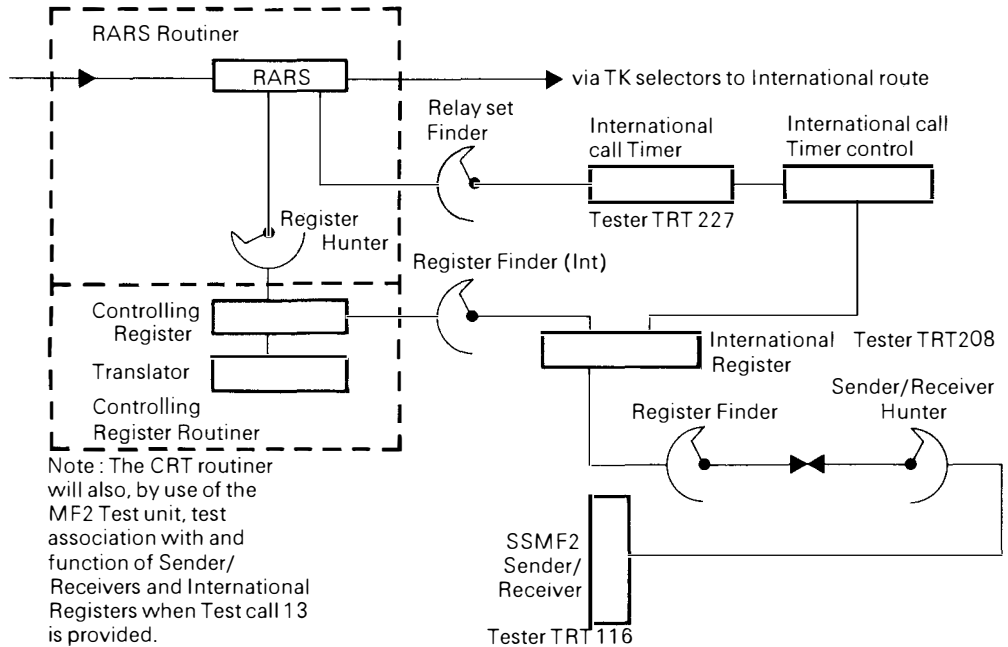 RARS Routiner
RARS
via TK selectors to International route
Relay set
Finder
International
call Timer
International call
Timer control
Tester TRT 227
Register
Hunter
Register Finder (Int)
Controlling
Register
Translator
Controlling
Register Routiner
International
Register
Tester TRT208
Register Finder
Sender/Receiver
Hunter
Note : The CRT routiner
will also, by use of the
MF2 Test unit, test
association with and
function of Sender/
Receivers and International
Registers when Test call 13
is provided.
SSMF2
Sender/
Receiver
Tester TRT 116